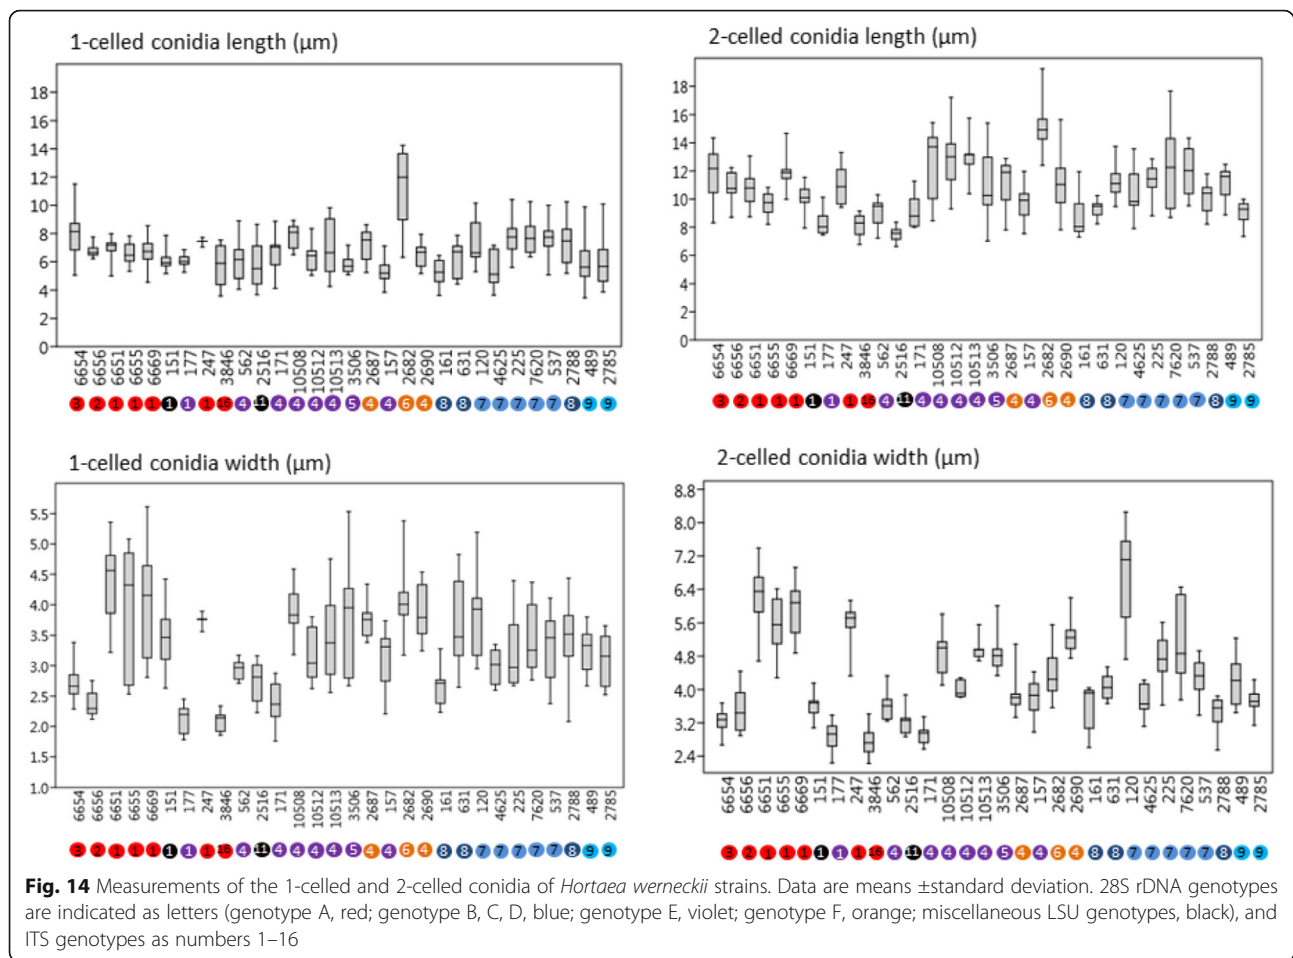 1-celled conidia length (µm)
18
16
14
12
10
8
6
4
2
0
6654 6656 6651 6655 6669 151 177 247 3846 562 2516 171 10508 10512 10513 3506 2687 157 2682 2690 161 631 120 4625 225 7620 537 2788 489 2785
3 2 1 1 1 1 1 1 16 4 11 4 4 4 4 5 4 4 6 4 8 8 7 7 7 7 7 8 9 9
2-celled conidia length (µm)
18
16
14
12
10
8
6
4
2
0
6654 6656 6651 6655 6669 151 177 247 3846 562 2516 171 10508 10512 10513 3506 2687 157 2682 2690 161 631 120 4625 225 7620 537 2788 489 2785
3 2 1 1 1 1 1 1 16 4 11 4 4 4 4 5 4 4 6 4 8 8 7 7 7 7 7 8 9 9
1-celled conidia width (µm)
5.5
5.0
4.5
4.0
3.5
3.0
2.5
2.0
1.5
1.0
6654 6656 6651 6655 6669 151 177 247 3846 562 2516 171 10508 10512 10513 3506 2687 157 2682 2690 161 631 120 4625 225 7620 537 2788 489 2785
3 2 1 1 1 1 1 1 16 4 11 4 4 4 4 5 4 4 6 4 8 8 7 7 7 7 7 8 9 9
2-celled conidia width (µm)
8.8
8.0
7.2
6.4
5.6
4.8
4.0
3.2
2.4
6654 6656 6651 6655 6669 151 177 247 3846 562 2516 171 10508 10512 10513 3506 2687 157 2682 2690 161 631 120 4625 225 7620 537 2788 489 2785
3 2 1 1 1 1 1 1 16 4 11 4 4 4 4 5 4 4 6 4 8 8 7 7 7 7 7 8 9 9
Fig. 14 Measurements of the 1-celled and 2-celled conidia of Hortaea werneckii strains. Data are means ±standard deviation. 28S rDNA genotypes
are indicated as letters (genotype A, red; genotype B, C, D, blue; genotype E, violet; genotype F, orange; miscellaneous LSU genotypes, black), and
ITS genotypes as numbers 1–16